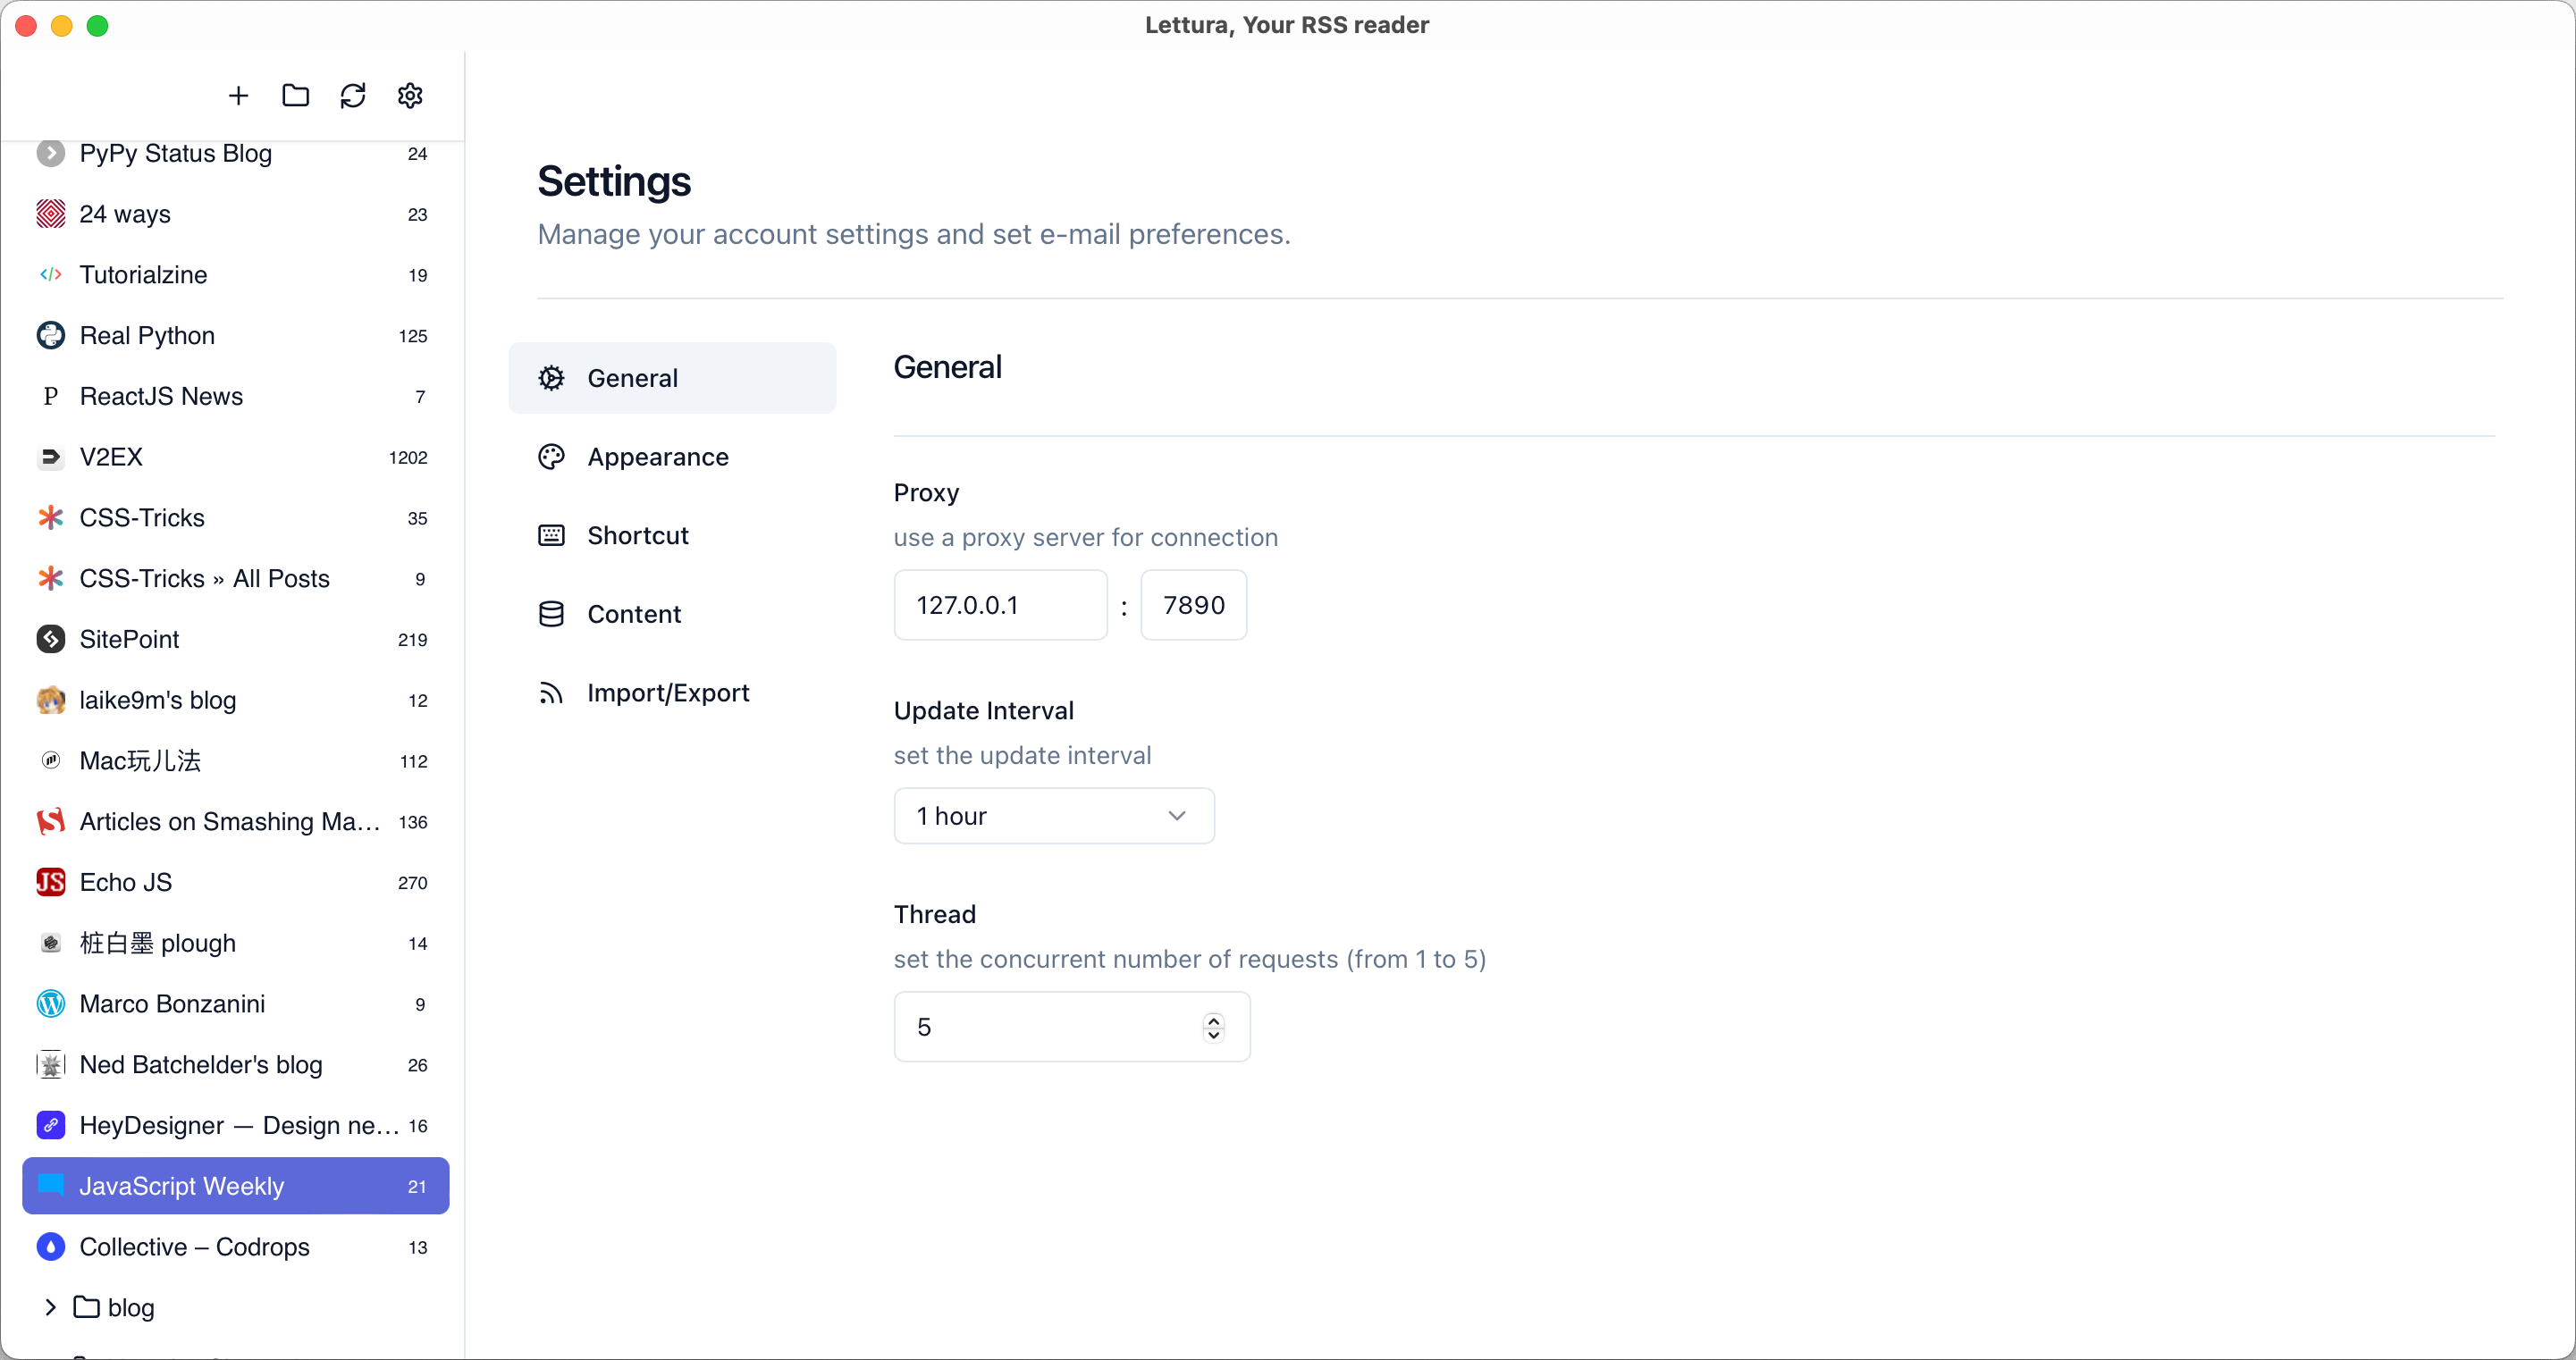 Lettura, Your RSS reader
PyPy Status Blog 24
24 ways 23
Tutorialzine 19
Real Python 125
P ReactJS News 7
V2EX 1202
CSS-Tricks 35
CSS-Tricks » All Posts 9
SitePoint 219
laike9m's blog 12
Mac玩儿法 112
Articles on Smashing Ma... 136
JS Echo JS 270
桩白墨 plough 14
Marco Bonzanini 9
Ned Batchelder's blog 26
HeyDesigner — Design ne... 16
JavaScript Weekly 21
Collective – Codrops 13
blog
Settings
Manage your account settings and set e-mail preferences.
General
Appearance
Shortcut
Content
Import/Export
General
Proxy
use a proxy server for connection
127.0.0.1 : 7890
Update Interval
set the update interval
1 hour
Thread
set the concurrent number of requests (from 1 to 5)
5